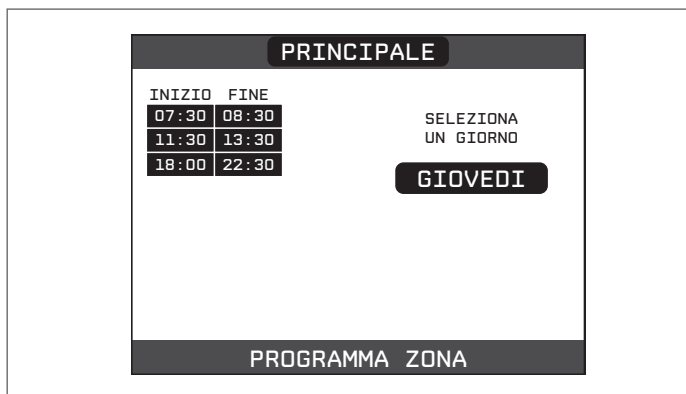 PRINCIPALE
INIZIO FINE
07:30 08:30
11:30 13:30
18:00 22:30
SELEZIONA
UN GIORNO
GIOVEDI
PROGRAMMA ZONA